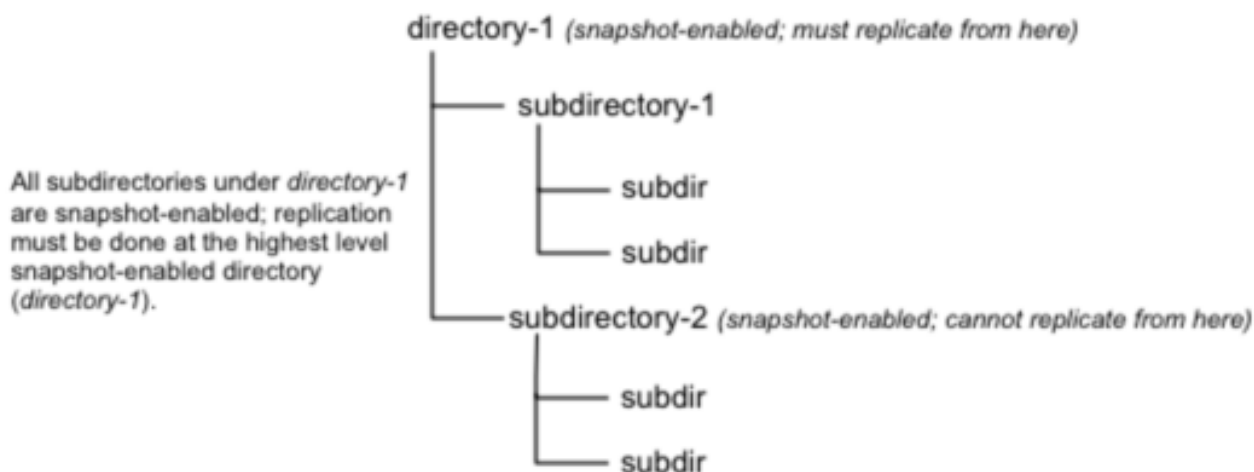 directory-1 (snapshot-enabled; must replicate from here)
subdirectory-1
All subdirectories under directory-1
are snapshot-enabled; replication
must be done at the highest level
snapshot-enabled directory
(directory-1).
subdir
subdir
subdirectory-2 (snapshot-enabled; cannot replicate from here)
subdir
subdir